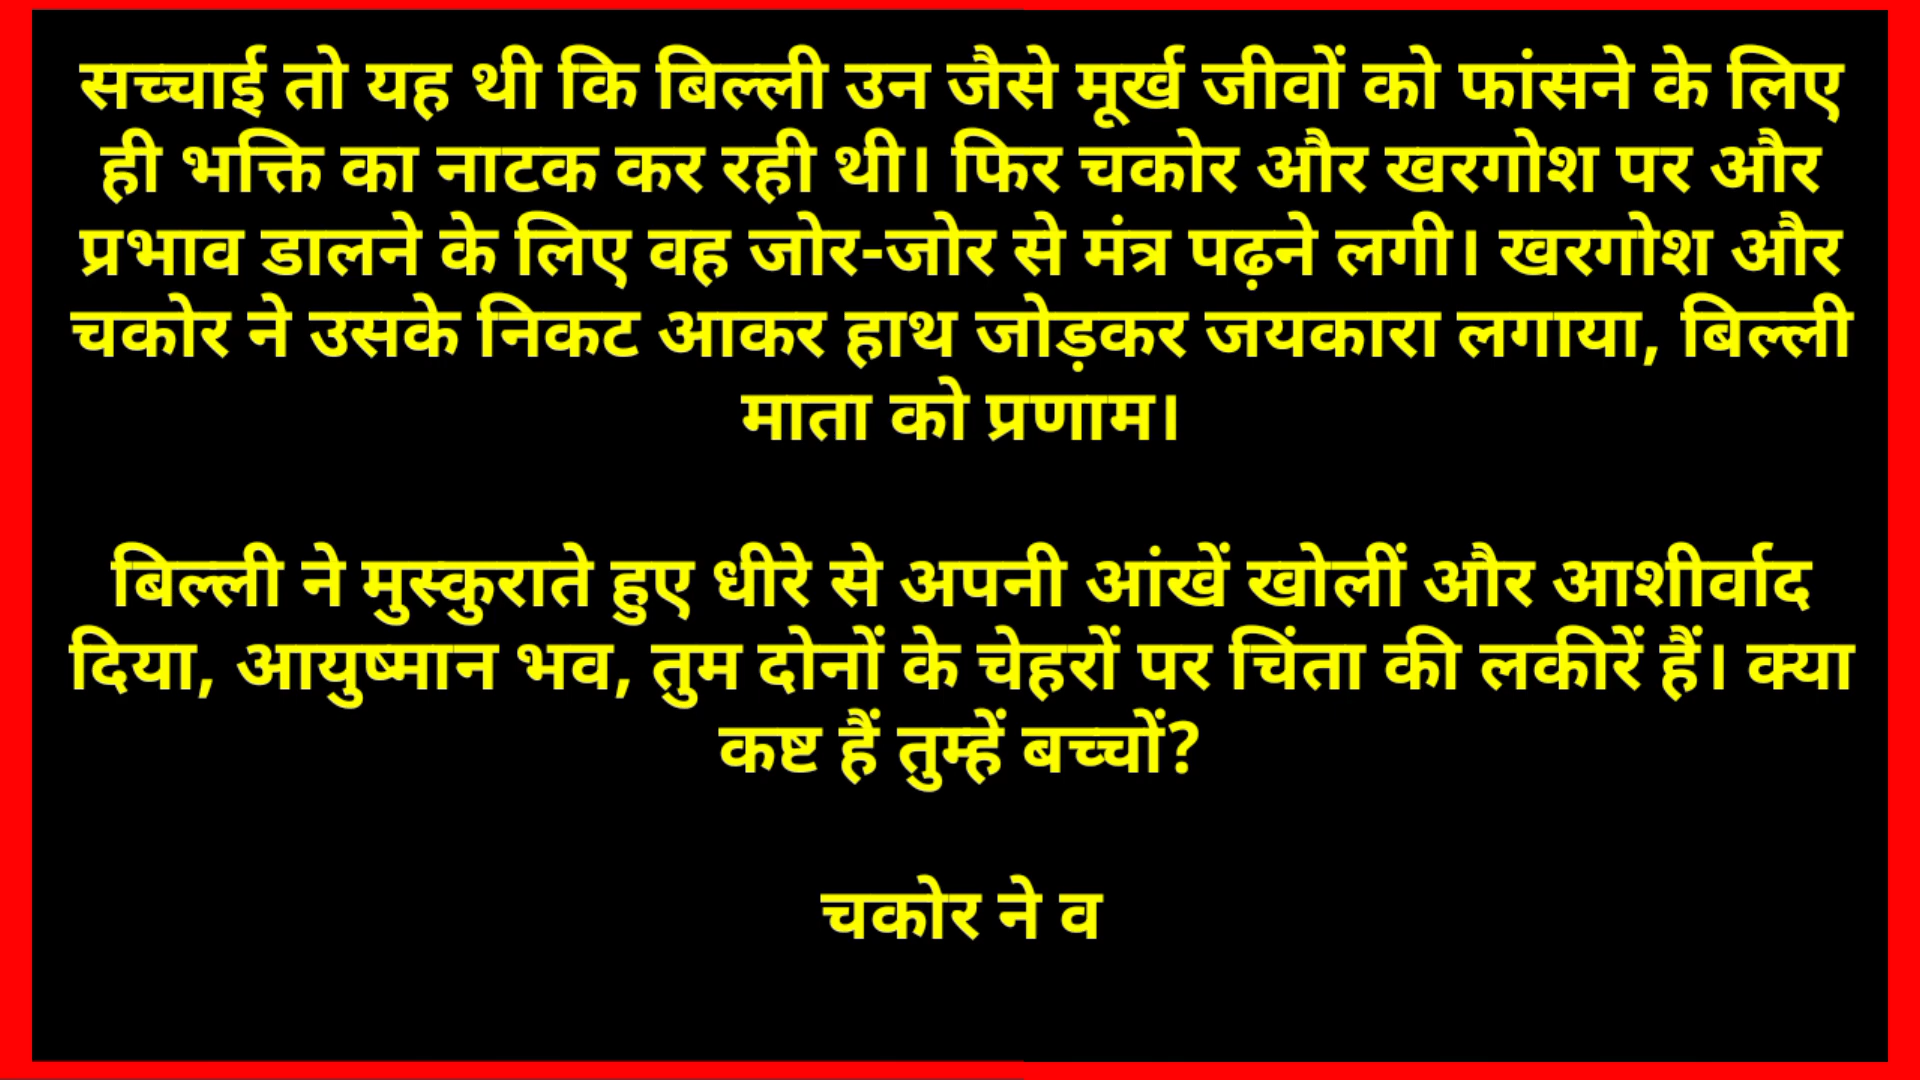 सच्चाई तो यह थी कि बिल्ली उन जैसे मूर्ख जीवों को फांसने के लिए
ही भक्ति का नाटक कर रही थी। फिर चकोर और खरगोश पर और
प्रभाव डालने के लिए वह जोर-जोर से मंत्र पढ़ने लगी। खरगोश और
चकोर ने उसके निकट आकर हाथ जोड़कर जयकारा लगाया, बिल्ली
माता को प्रणाम।
बिल्ली ने मुस्कुराते हुए धीरे से अपनी आंखें खोलीं और आशीर्वाद
दिया, आयुष्मान भव, तुम दोनों के चेहरों पर चिंता की लकीरें हैं। क्या
कष्ट हैं तुम्हें बच्चों?
चकोर ने व